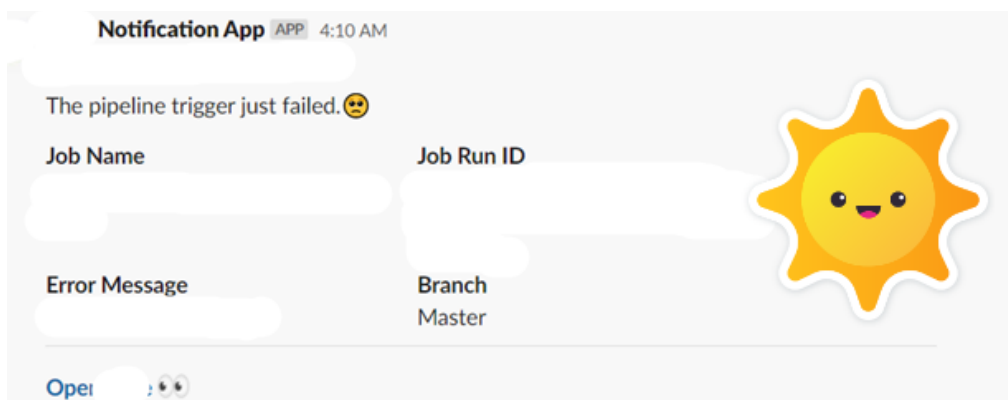 Notification App APP 4:10 AM
The pipeline trigger just failed.🥺
Job Name Job Run ID
Error Message Branch
Master
👀